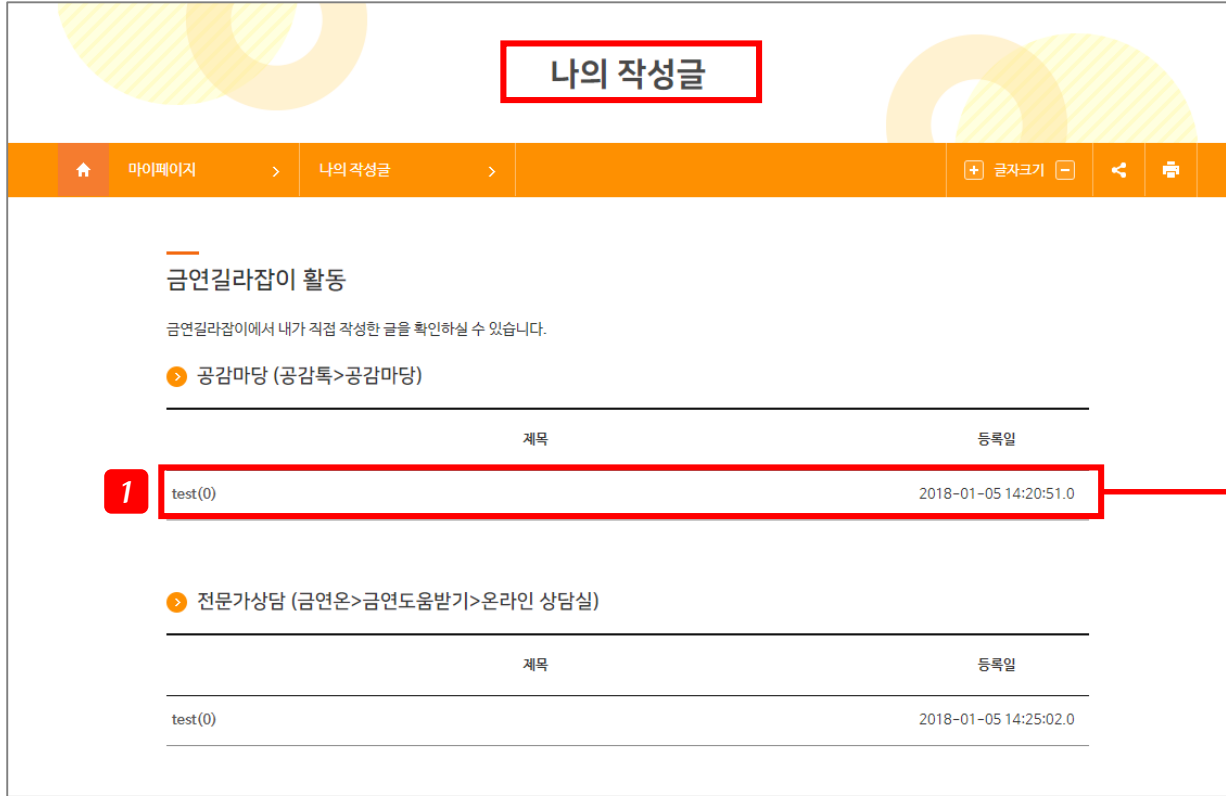 나의 작성글
마이페이지 > 나의 작성글 > + 글자크기 -
금연길라잡이 활동
금연길라잡이에서 내가 직접 작성한 글을 확인하실 수 있습니다.
공감마당 (공감톡>공감마당)
제목 등록일
1 test(0) 2018-01-05 14:20:51.0
전문가상담 (금연온>금연도움받기>온라인 상담실)
제목 등록일
test(0) 2018-01-05 14:25:02.0